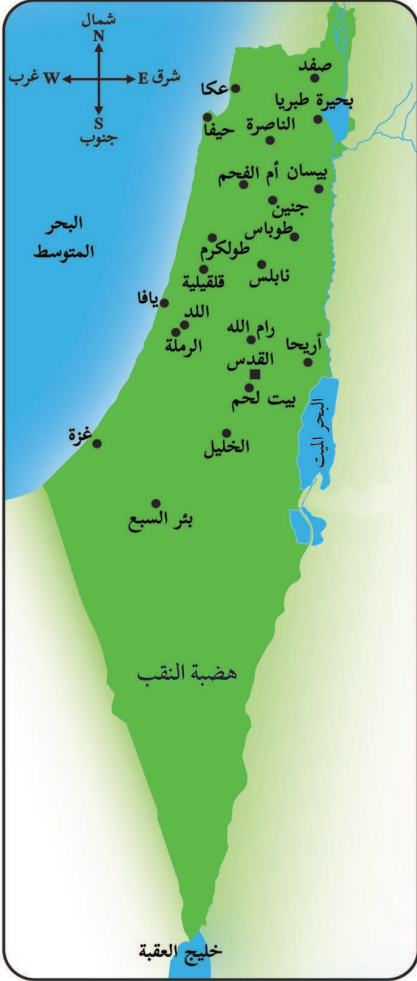 شمال
N
غرب W E شرق
S
جنوب
صفد
عكا
بحيرة طبريا
حيفا
الناصرة
بيسان
أم الفحم
جنين
طوباس
طولكرم
نابلس
قلقيلية
البحر
المتوسط
يافا
اللد
الرملة
رام الله
أريحا
القدس
بيت لحم
البحر الميت
غزة
الخليل
بئر السبع
هضبة النقب
خليج العقبة